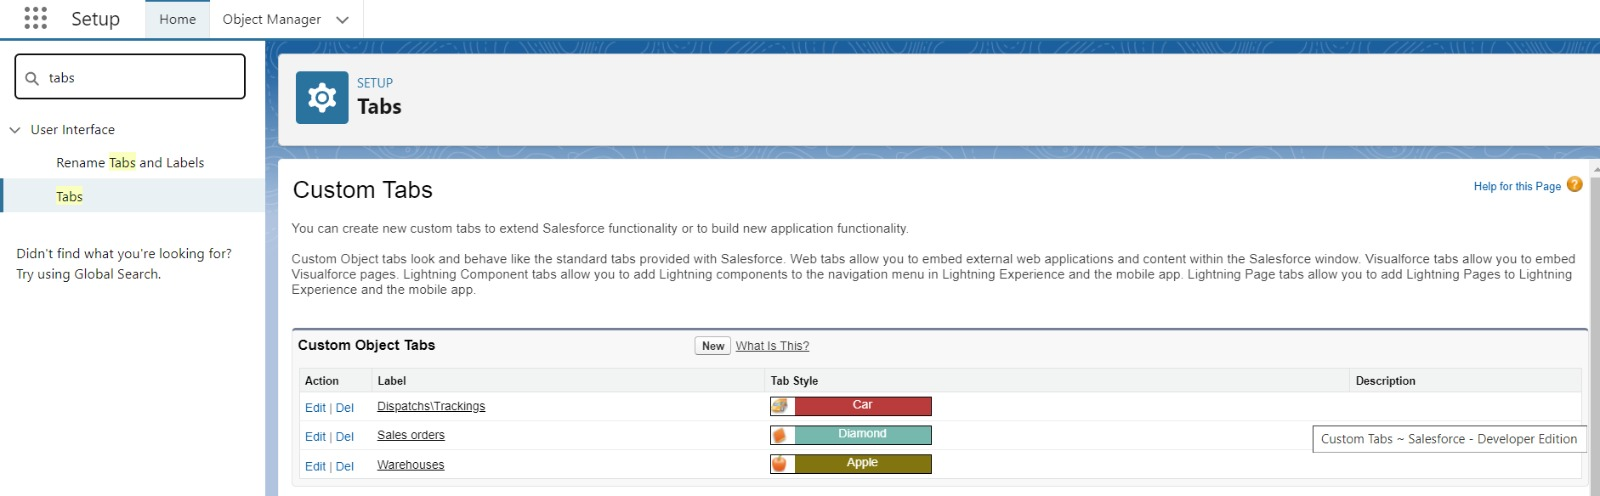 Setup
Home
Object Manager
tabs
User Interface
Rename Tabs and Labels
Tabs
Didn't find what you're looking for?
Try using Global Search.
SETUP
Tabs
Custom Tabs
Help for this Page ?
You can create new custom tabs to extend Salesforce functionality or to build new application functionality.
Custom Object tabs look and behave like the standard tabs provided with Salesforce. Web tabs allow you to embed external web applications and content within the Salesforce window. Visualforce tabs allow you to embed
Visualforce pages. Lightning Component tabs allow you to add Lightning components to the navigation menu in Lightning Experience and the mobile app. Lightning Page tabs allow you to add Lightning Pages to Lightning
Experience and the mobile app.
Custom Object Tabs
New
What Is This?
Action Label Tab Style Description
Edit | Del Dispatchs\Trackings Car
Edit | Del Sales orders Diamond
Custom Tabs ~ Salesforce - Developer Edition
Edit | Del Warehouses Apple